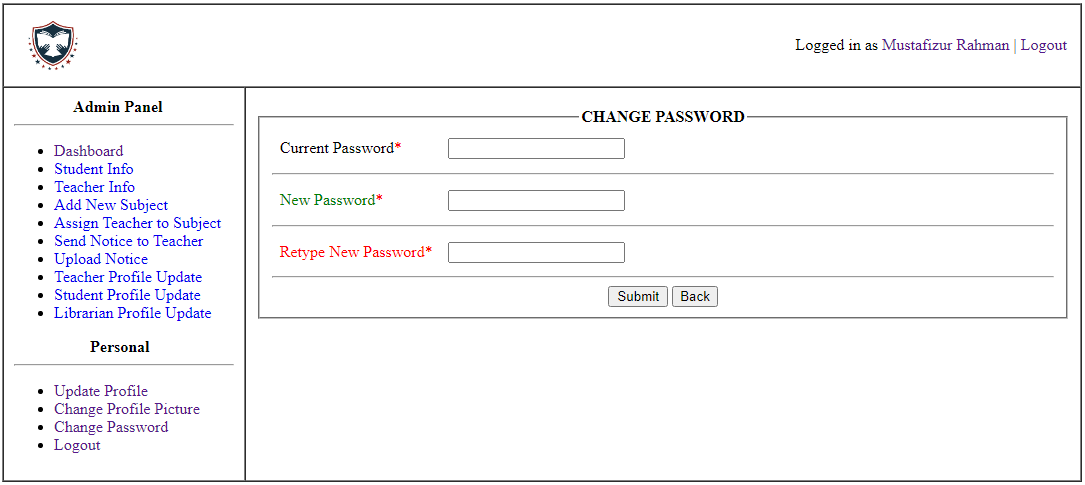 Logged in as Mustafizur Rahman | Logout
Admin Panel
Dashboard
Student Info
Teacher Info
Add New Subject
Assign Teacher to Subject
Send Notice to Teacher
Upload Notice
Teacher Profile Update
Student Profile Update
Librarian Profile Update
Personal
Update Profile
Change Profile Picture
Change Password
Logout
CHANGE PASSWORD
Current Password*
New Password*
Retype New Password*
Submit Back